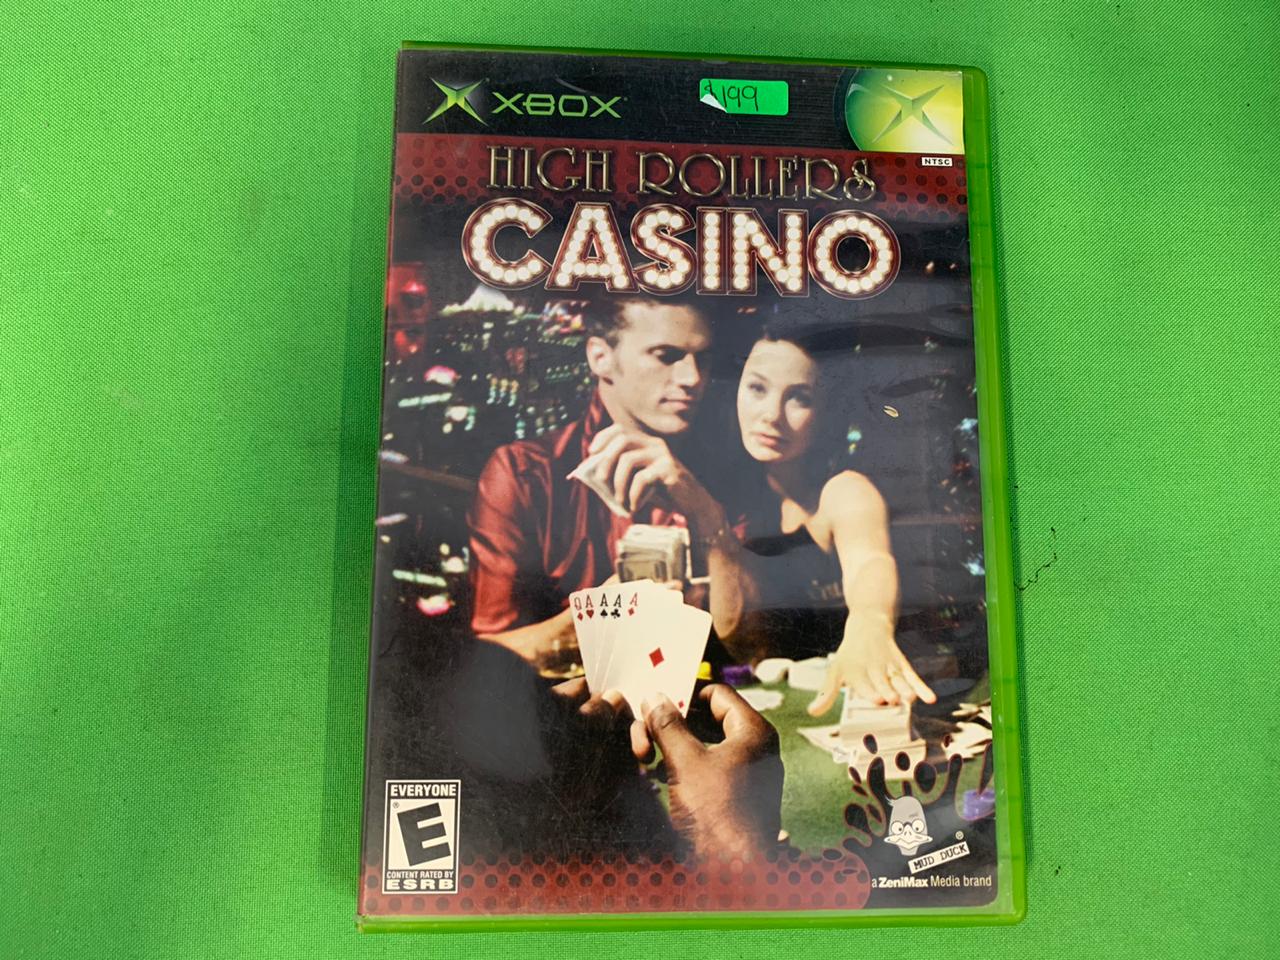 XBOX
$199
NTSC
HIGH ROLLERS
CASINO
Q A A A A
EVERYONE
E
CONTENT RATED BY
ESRB
MUD DUCK
a ZeniMax Media brand